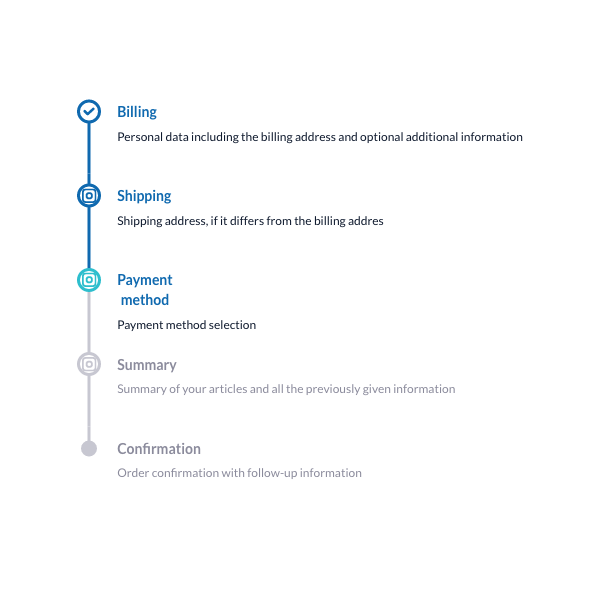 Billing
Personal data including the billing address and optional additional information
Shipping
Shipping address, if it differs from the billing addres
Payment
method
Payment method selection
Summary
Summary of your articles and all the previously given information
Confirmation
Order confirmation with follow-up information